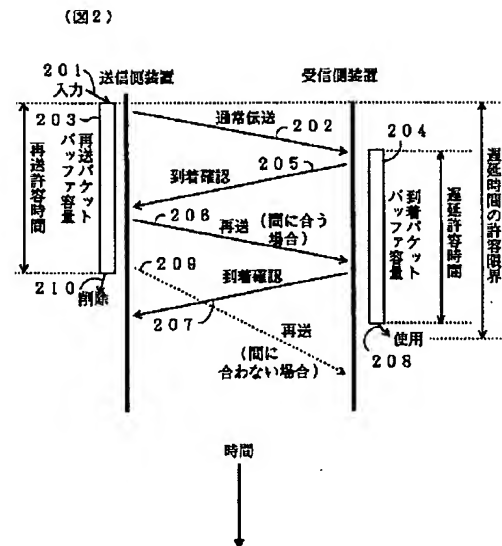 (図2)
201
送信側装置
受信側装置
入力
203
再送パケット
バッファ容量
再送許容時間
通常伝送
202
204
205
到着確認
到着パケット
バッファ容量
遅延許容時間
遅延時間の許容限界
206
再送
(間に合う
場合)
209
到着確認
210
削除
207
再送
(間に
合わない場合)
使用
208
時間